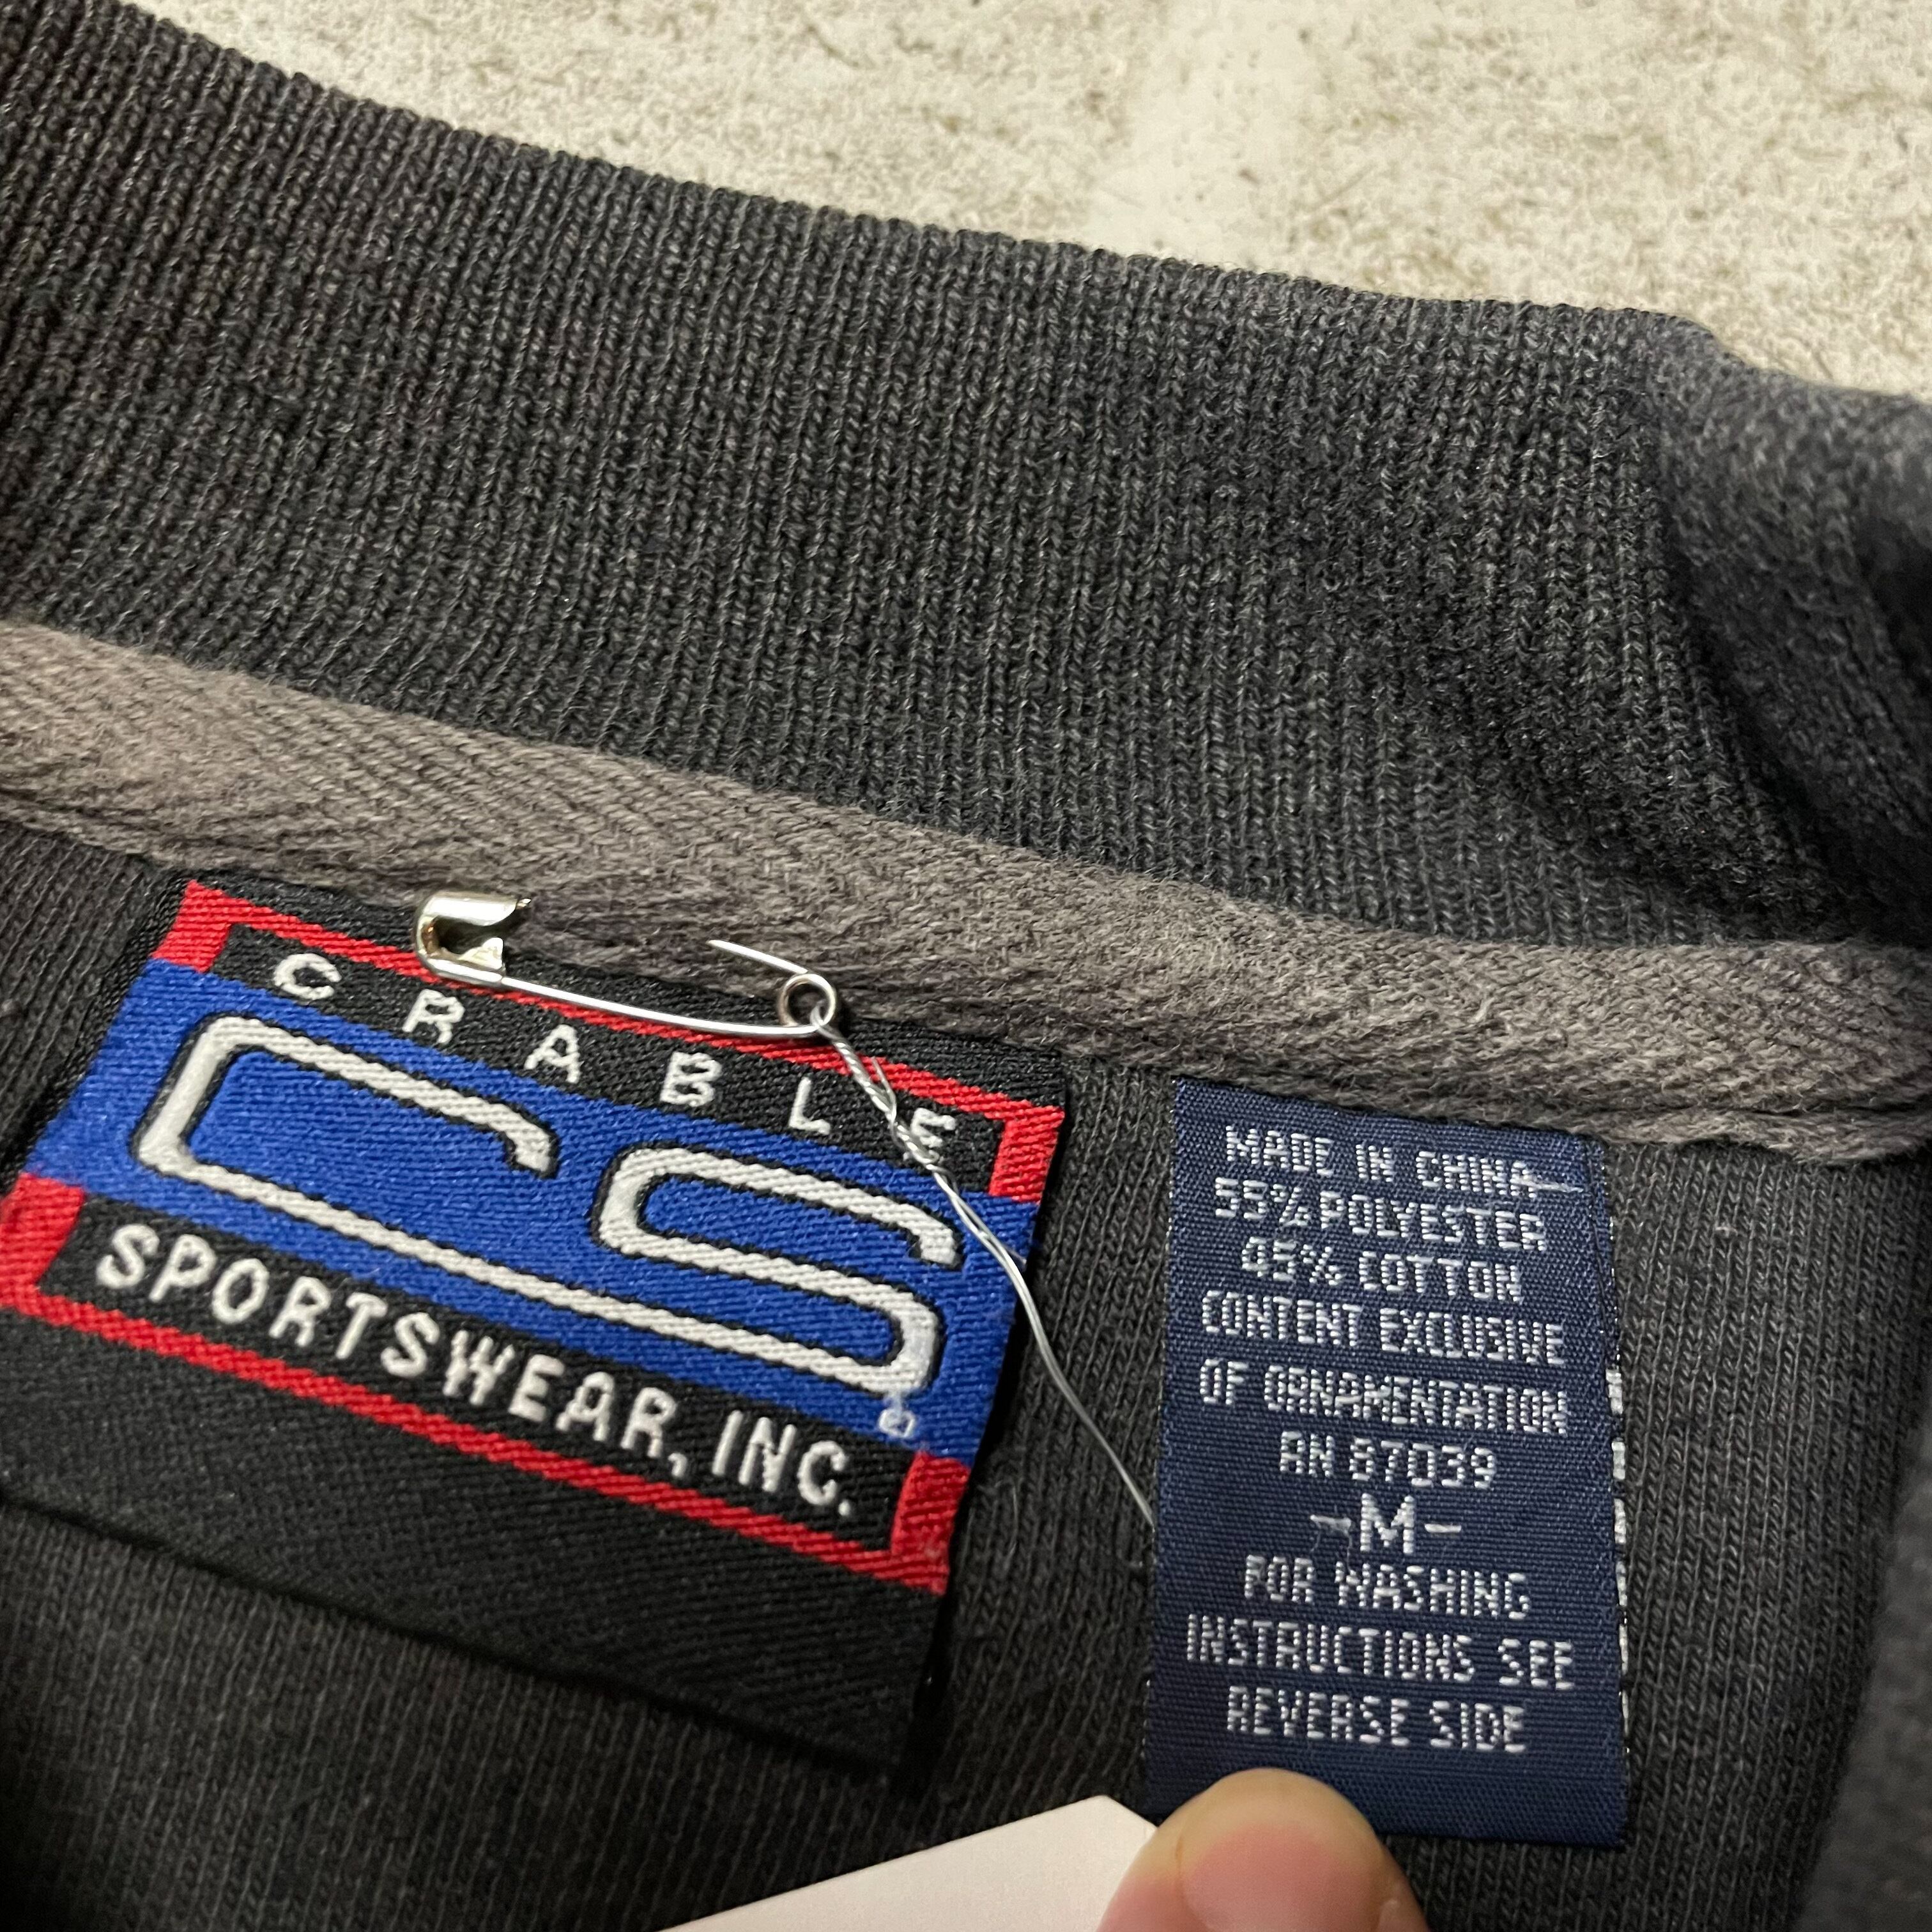 CRABLE
CS
SPORTSWEAR, INC.
MADE IN CHINA
55% POLYESTER
45% COTTON
CONTENT EXCLUSIVE
OF ORNAMENTATION
RN 87039
-M-
FOR WASHING
INSTRUCTIONS SEE
REVERSE SIDE